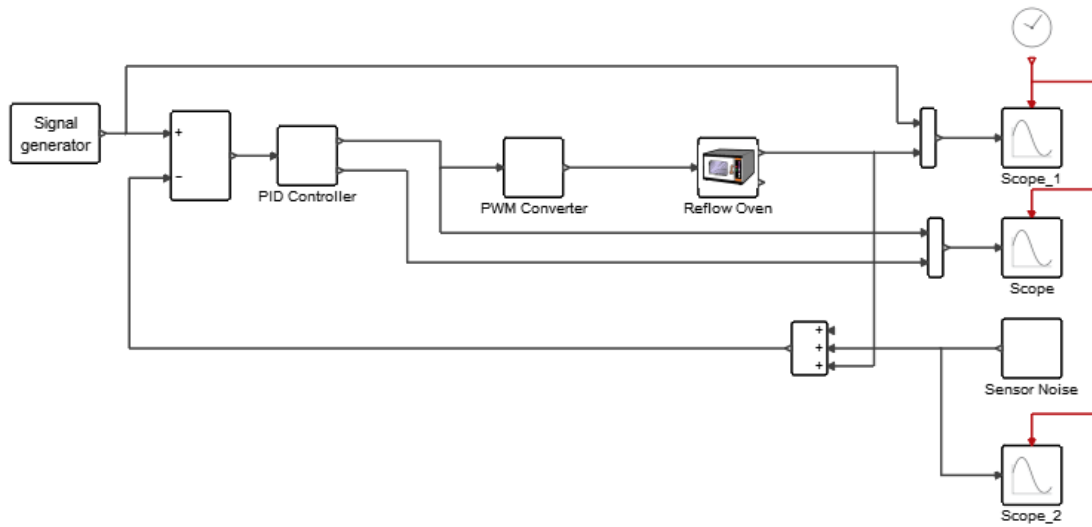 Signal
generator
+
−
PID Controller
PWM Converter
Reflow Oven
Scope_1
Scope
+
+
+
Sensor Noise
Scope_2